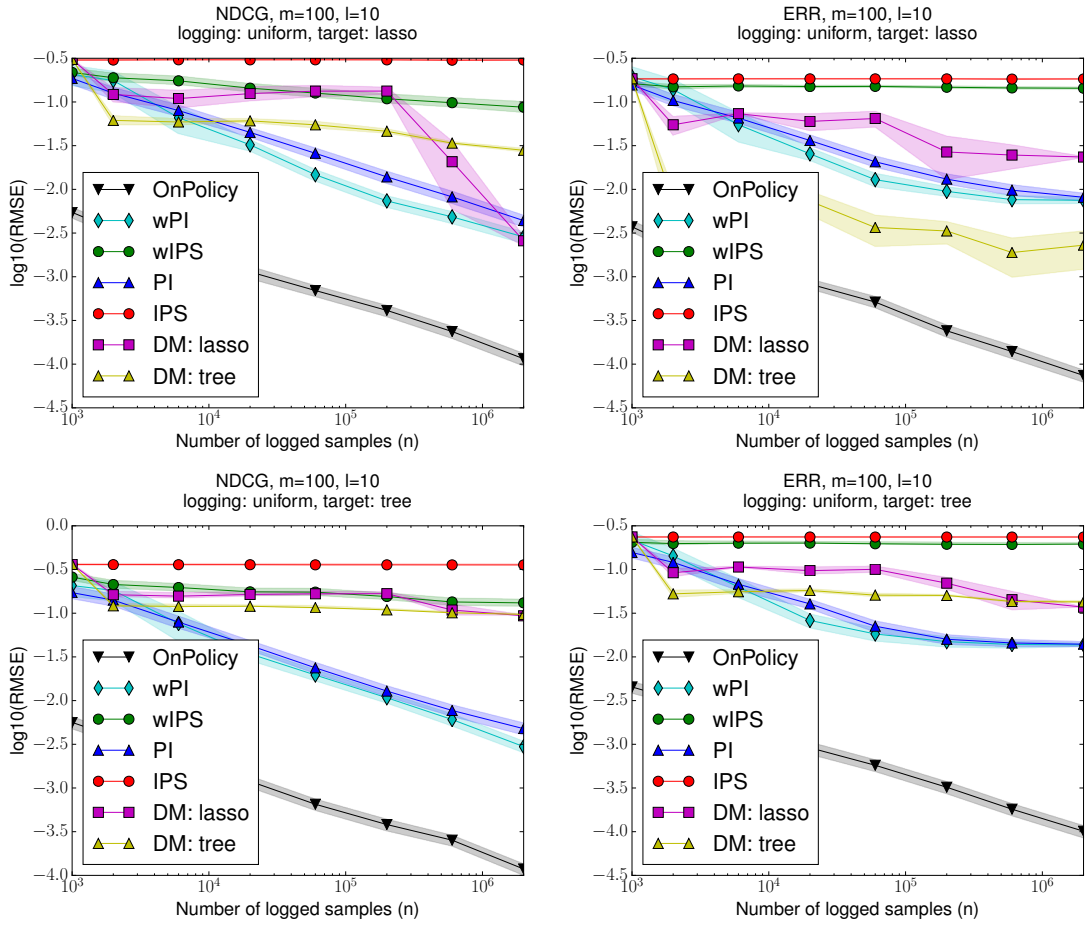 NDCG, m=100, l=10
logging: uniform, target: lasso
log10(RMSE)
−0.5
−1.0
−1.5
−2.0
−2.5
−3.0
−3.5
−4.0
−4.5
OnPolicy
wPI
wIPS
PI
IPS
DM: lasso
DM: tree
10^3 10^4 10^5 10^6
Number of logged samples (n)
ERR, m=100, l=10
logging: uniform, target: lasso
log10(RMSE)
−0.5
−1.0
−1.5
−2.0
−2.5
−3.0
−3.5
−4.0
−4.5
OnPolicy
wPI
wIPS
PI
IPS
DM: lasso
DM: tree
10^3 10^4 10^5 10^6
Number of logged samples (n)
NDCG, m=100, l=10
logging: uniform, target: tree
log10(RMSE)
0.0
−0.5
−1.0
−1.5
−2.0
−2.5
−3.0
−3.5
−4.0
OnPolicy
wPI
wIPS
PI
IPS
DM: lasso
DM: tree
10^3 10^4 10^5 10^6
Number of logged samples (n)
ERR, m=100, l=10
logging: uniform, target: tree
log10(RMSE)
−0.5
−1.0
−1.5
−2.0
−2.5
−3.0
−3.5
−4.0
−4.5
OnPolicy
wPI
wIPS
PI
IPS
DM: lasso
DM: tree
10^3 10^4 10^5 10^6
Number of logged samples (n)